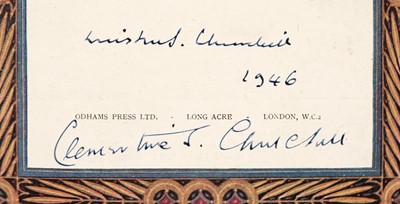 Winston S. Churchill
1946
ODHAMS PRESS LTD. · LONG ACRE · LONDON, W.C.2
Clementine S. Churchill